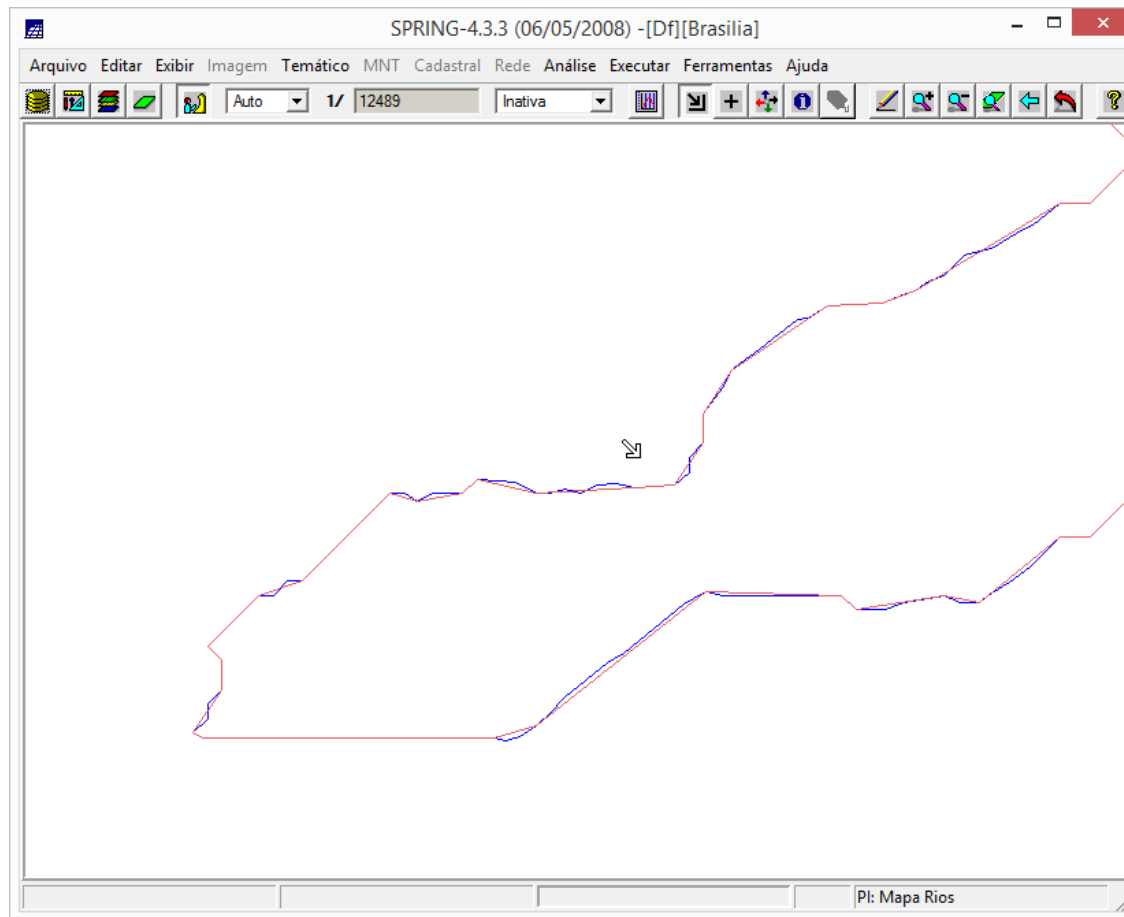 SPRING-4.3.3 (06/05/2008) -[Df][Brasilia]
Arquivo Editar Exibir Imagem Temático MNT Cadastral Rede Análise Executar Ferramentas Ajuda
Auto 1/ 12489 Inativa
PI: Mapa Rios